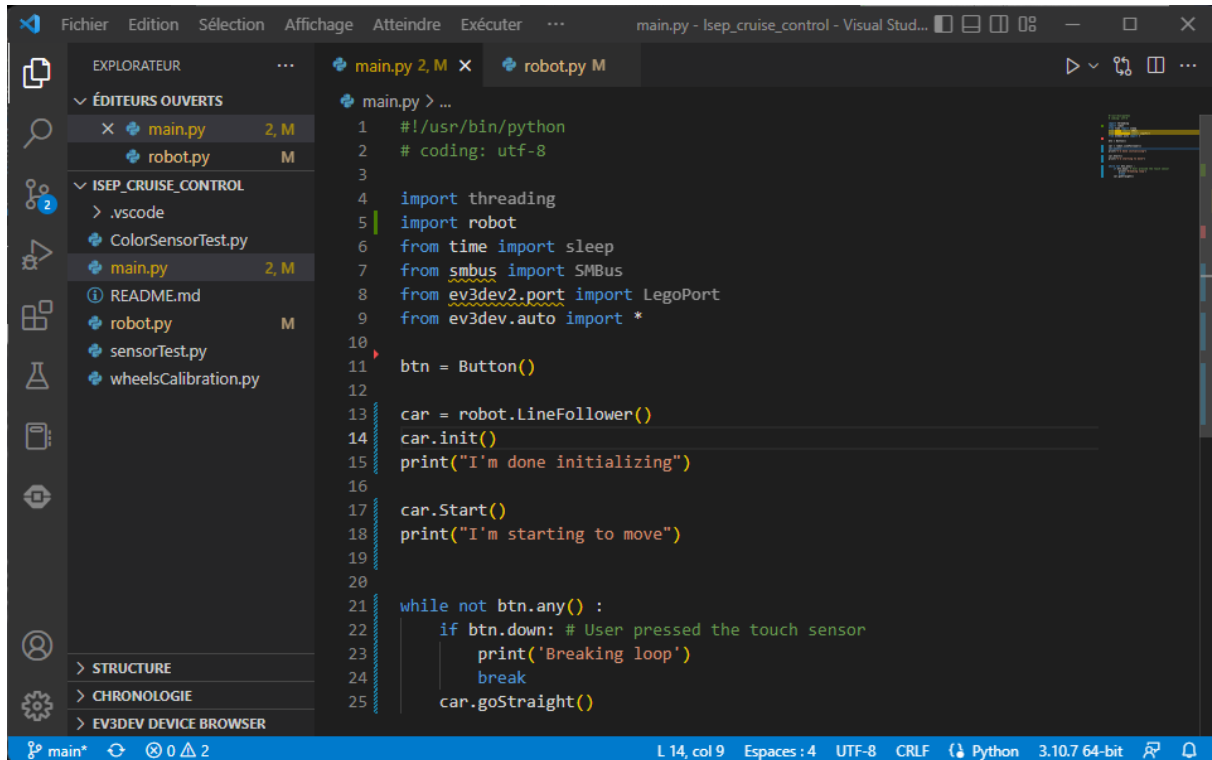 Fichier Edition Sélection Affichage Atteindre Exécuter ··· main.py - Isep_cruise_control - Visual Stud...
EXPLORATEUR ···
main.py 2, M
robot.py M
ÉDITEURS OUVERTS
main.py 2, M
robot.py M
ISEP_CRUISE_CONTROL
.vscode
ColorSensorTest.py
main.py 2, M
README.md
robot.py M
sensorTest.py
wheelsCalibration.py
STRUCTURE
CHRONOLOGIE
EV3DEV DEVICE BROWSER
2
main.py > ...
1 #!/usr/bin/python
2 # coding: utf-8
3
4 import threading
5 import robot
6 from time import sleep
7 from smbus import SMBus
8 from ev3dev2.port import LegoPort
9 from ev3dev.auto import *
10
11 btn = Button()
12
13 car = robot.LineFollower()
14 car.init()
15 print("I'm done initializing")
16
17 car.Start()
18 print("I'm starting to move")
19
20
21 while not btn.any() :
22     if btn.down: # User pressed the touch sensor
23         print('Breaking loop')
24         break
25     car.goStraight()
main* 0 2 L 14, col 9 Espaces : 4 UTF-8 CRLF Python 3.10.7 64-bit